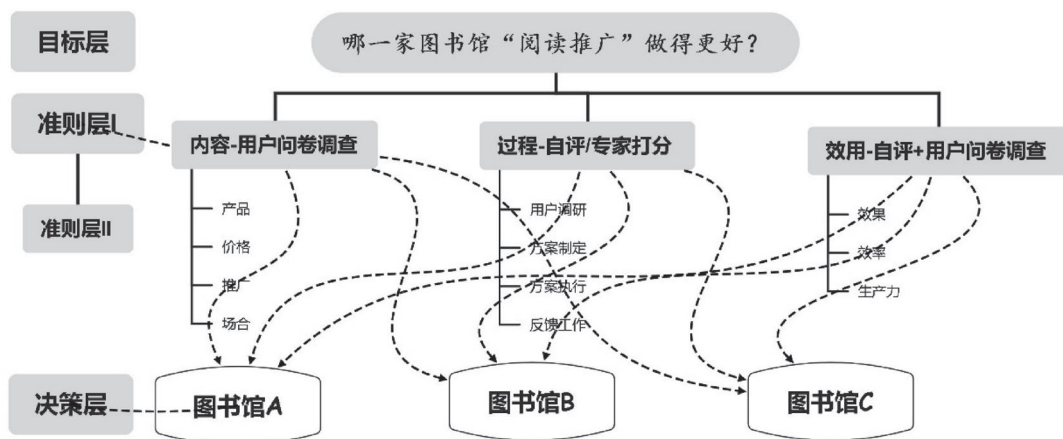 目标层
哪一家图书馆“阅读推广”做得更好？
准则层I
内容-用户问卷调查
过程-自评/专家打分
效用-自评+用户问卷调查
准则层II
产品
价格
推广
场合
用户调研
方案制定
方案执行
反馈工作
效果
效率
生产力
决策层
图书馆A
图书馆B
图书馆C